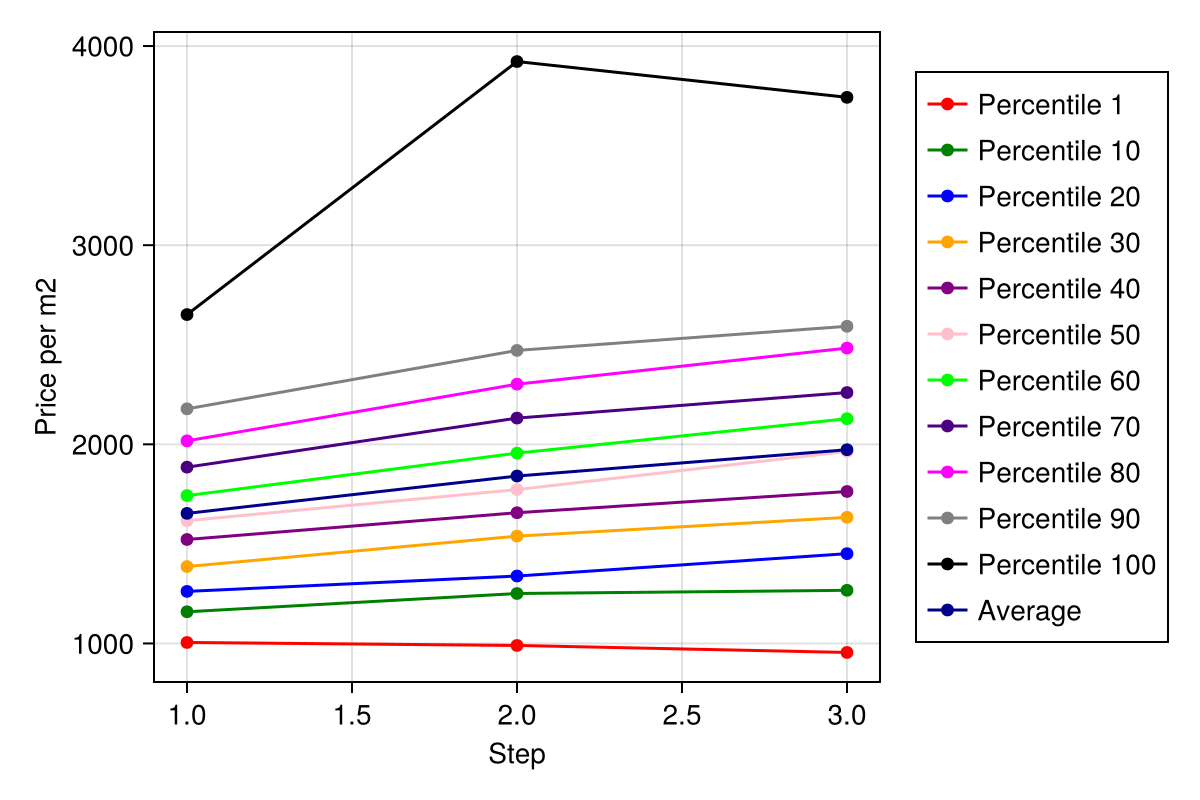 4000
3000
2000
1000
Price per m2
1.0 1.5 2.0 2.5 3.0
Step
Percentile 1
Percentile 10
Percentile 20
Percentile 30
Percentile 40
Percentile 50
Percentile 60
Percentile 70
Percentile 80
Percentile 90
Percentile 100
Average